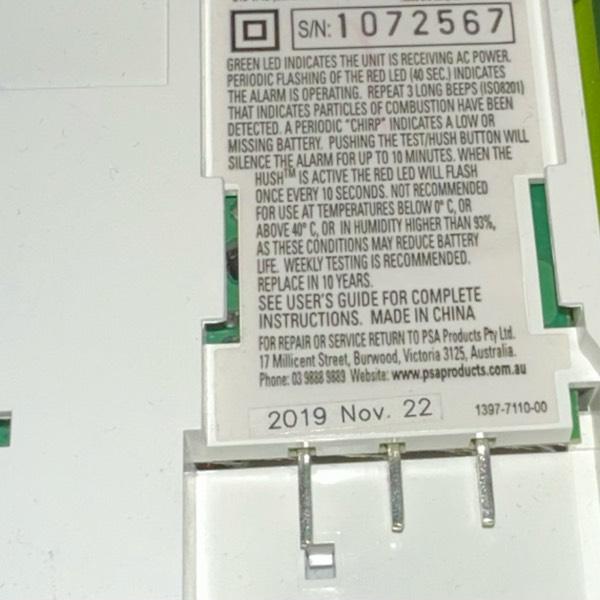 S/N: 1072567
GREEN LED INDICATES THE UNIT IS RECEIVING AC POWER.
PERIODIC FLASHING OF THE RED LED (40 SEC.) INDICATES
THE ALARM IS OPERATING. REPEAT 3 LONG BEEPS (ISO8201)
THAT INDICATES PARTICLES OF COMBUSTION HAVE BEEN
DETECTED. A PERIODIC "CHIRP" INDICATES A LOW OR
MISSING BATTERY. PUSHING THE TEST/HUSH BUTTON WILL
SILENCE THE ALARM FOR UP TO 10 MINUTES. WHEN THE
HUSH™ IS ACTIVE THE RED LED WILL FLASH
ONCE EVERY 10 SECONDS. NOT RECOMMENDED
FOR USE AT TEMPERATURES BELOW 0° C, OR
ABOVE 40° C, OR IN HUMIDITY HIGHER THAN 93%,
AS THESE CONDITIONS MAY REDUCE BATTERY
LIFE. WEEKLY TESTING IS RECOMMENDED.
REPLACE IN 10 YEARS.
SEE USER'S GUIDE FOR COMPLETE
INSTRUCTIONS. MADE IN CHINA
FOR REPAIR OR SERVICE RETURN TO PSA Products Pty Ltd.
17 Millicent Street, Burwood, Victoria 3125, Australia.
Phone: 03 9888 9889 Website: www.psaproducts.com.au
2019 Nov. 22
1397-7110-00